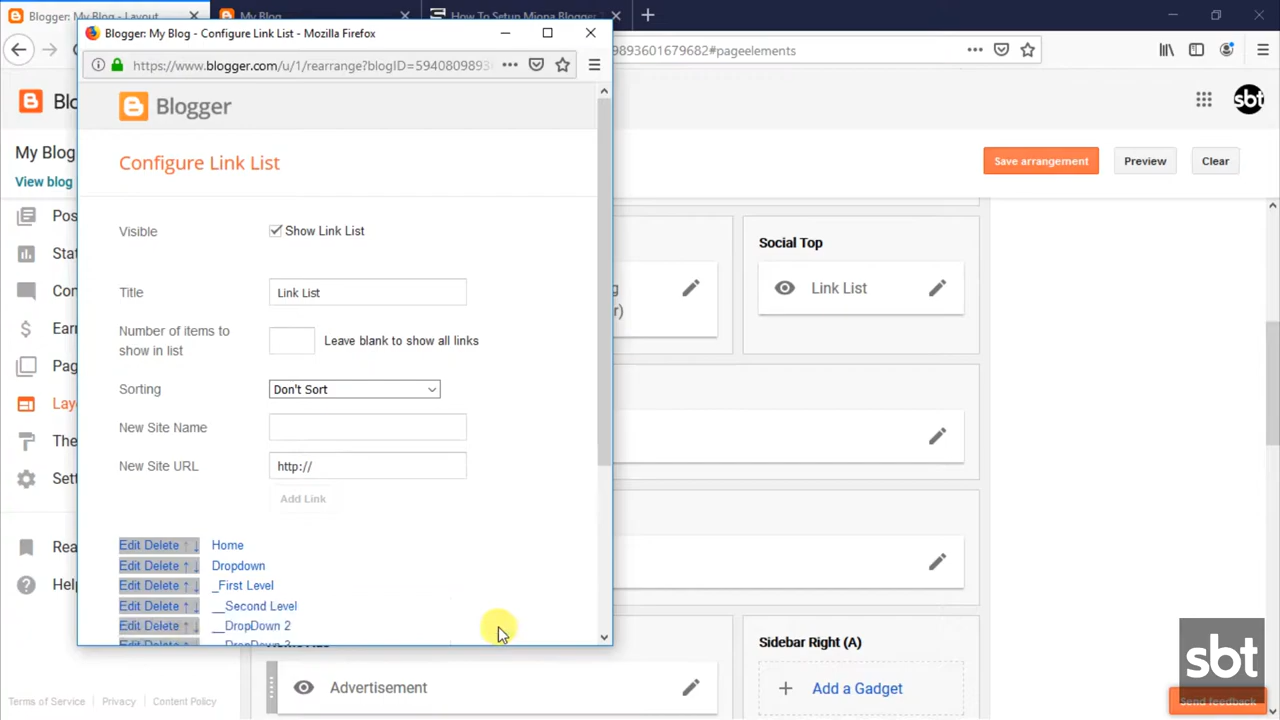 Blogger: My Blog - Layout
My Blog
How To Setup Miona Blogger T
Blogger: My Blog - Configure Link List - Mozilla Firefox
9893601679682#pageelements
https://www.blogger.com/u/1/rearrange?blogID=5940809893
Blogger
sbt
My Blog
Save arrangement
Preview
Clear
View blog
Configure Link List
Visible
Show Link List
Title
Link List
Number of items to show in list
Leave blank to show all links
Sorting
Don't Sort
New Site Name
New Site URL
http://
Add Link
Edit Delete ↑ ↓ Home
Edit Delete ↑ ↓ Dropdown
Edit Delete ↑ ↓ _First Level
Edit Delete ↑ ↓ __Second Level
Edit Delete ↑ ↓ __DropDown 2
Social Top
Link List
Sidebar Right (A)
Advertisement
Add a Gadget
Terms of Service
Privacy
Content Policy
sbt
Send feedback